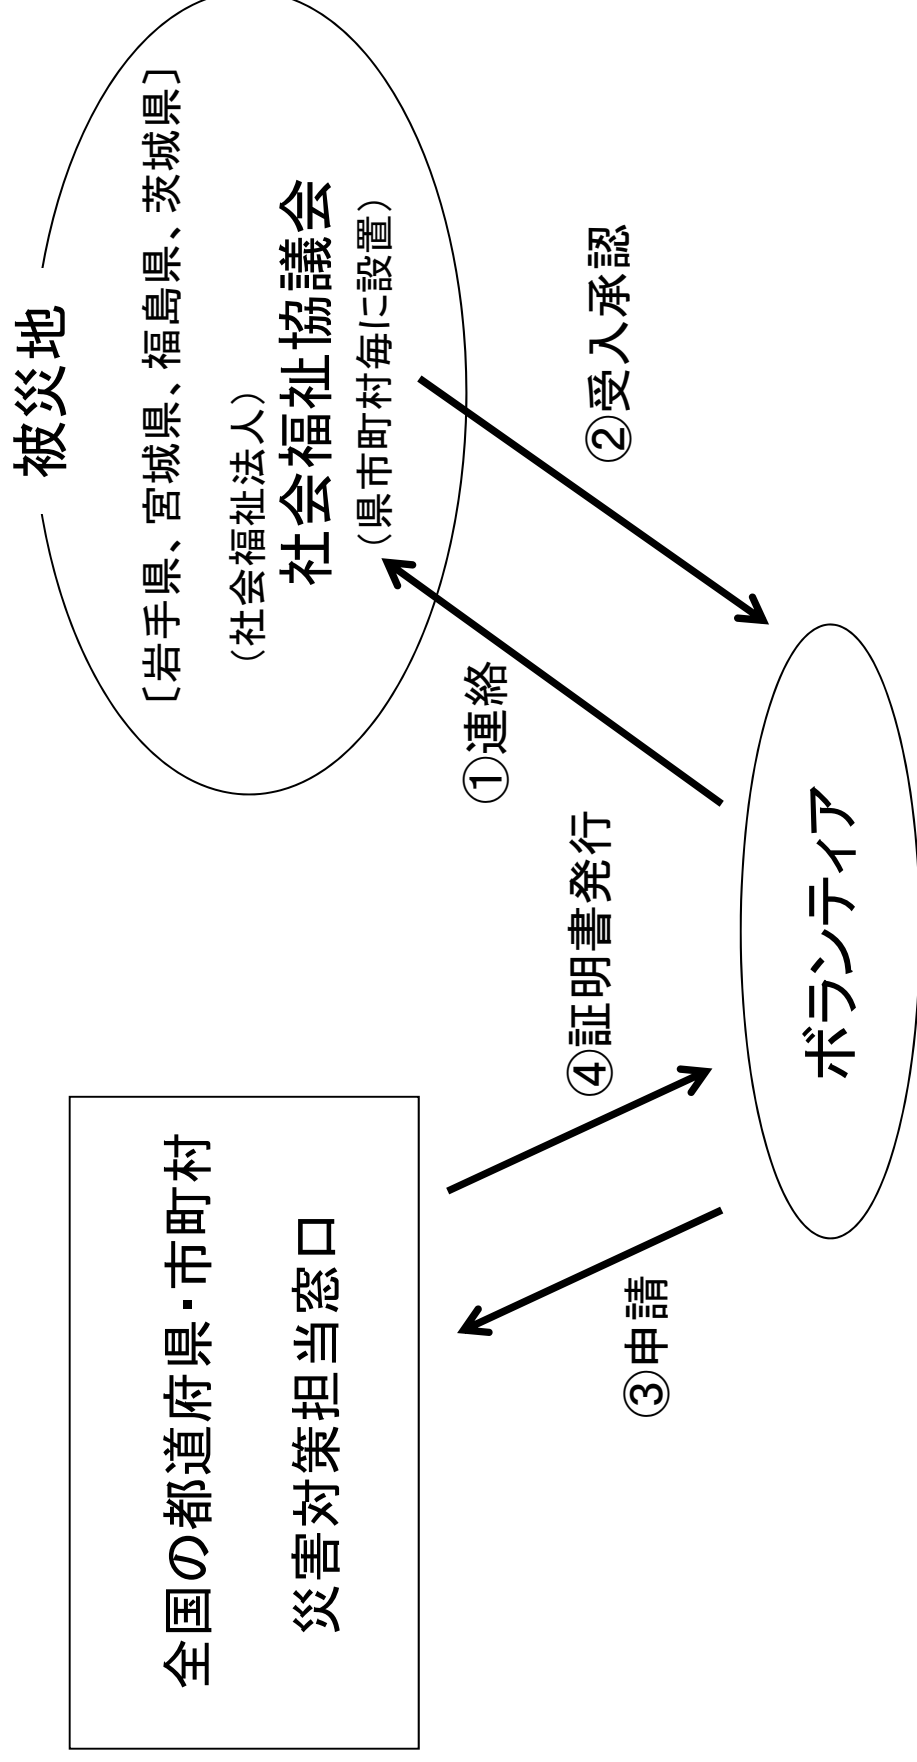 被災地
〔岩手県、宮城県、福島県、茨城県〕
（社会福祉法人）
社会福祉協議会
（県市町村毎に設置）
全国の都道府県・市町村
災害対策担当窓口
①連絡
②受入承認
③申請
④証明書発行
ボランティア